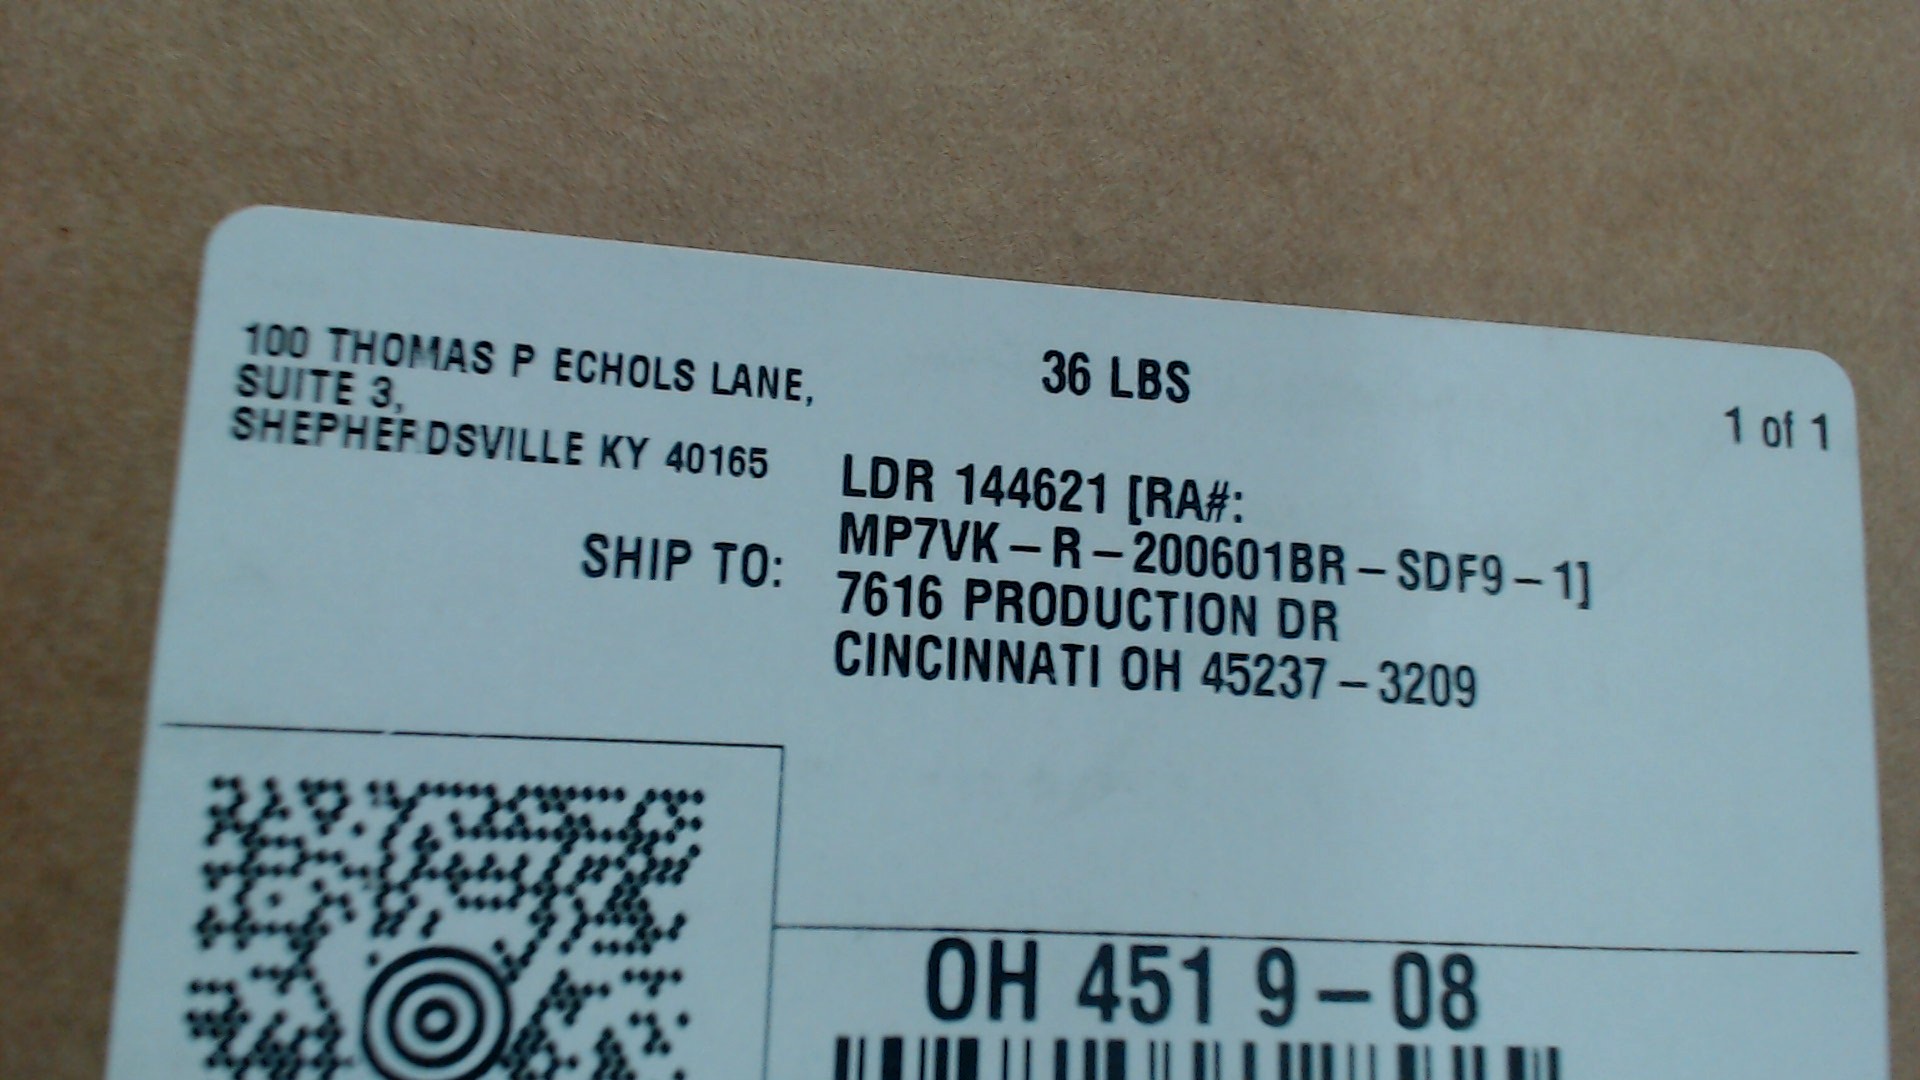 100 THOMAS P ECHOLS LANE,
SUITE 3,
SHEPHERDSVILLE KY 40165
36 LBS
1 of 1
SHIP TO:
LDR 144621 [RA#:
MP7VK-R-200601BR-SDF9-1]
7616 PRODUCTION DR
CINCINNATI OH 45237-3209
OH 451 9-08